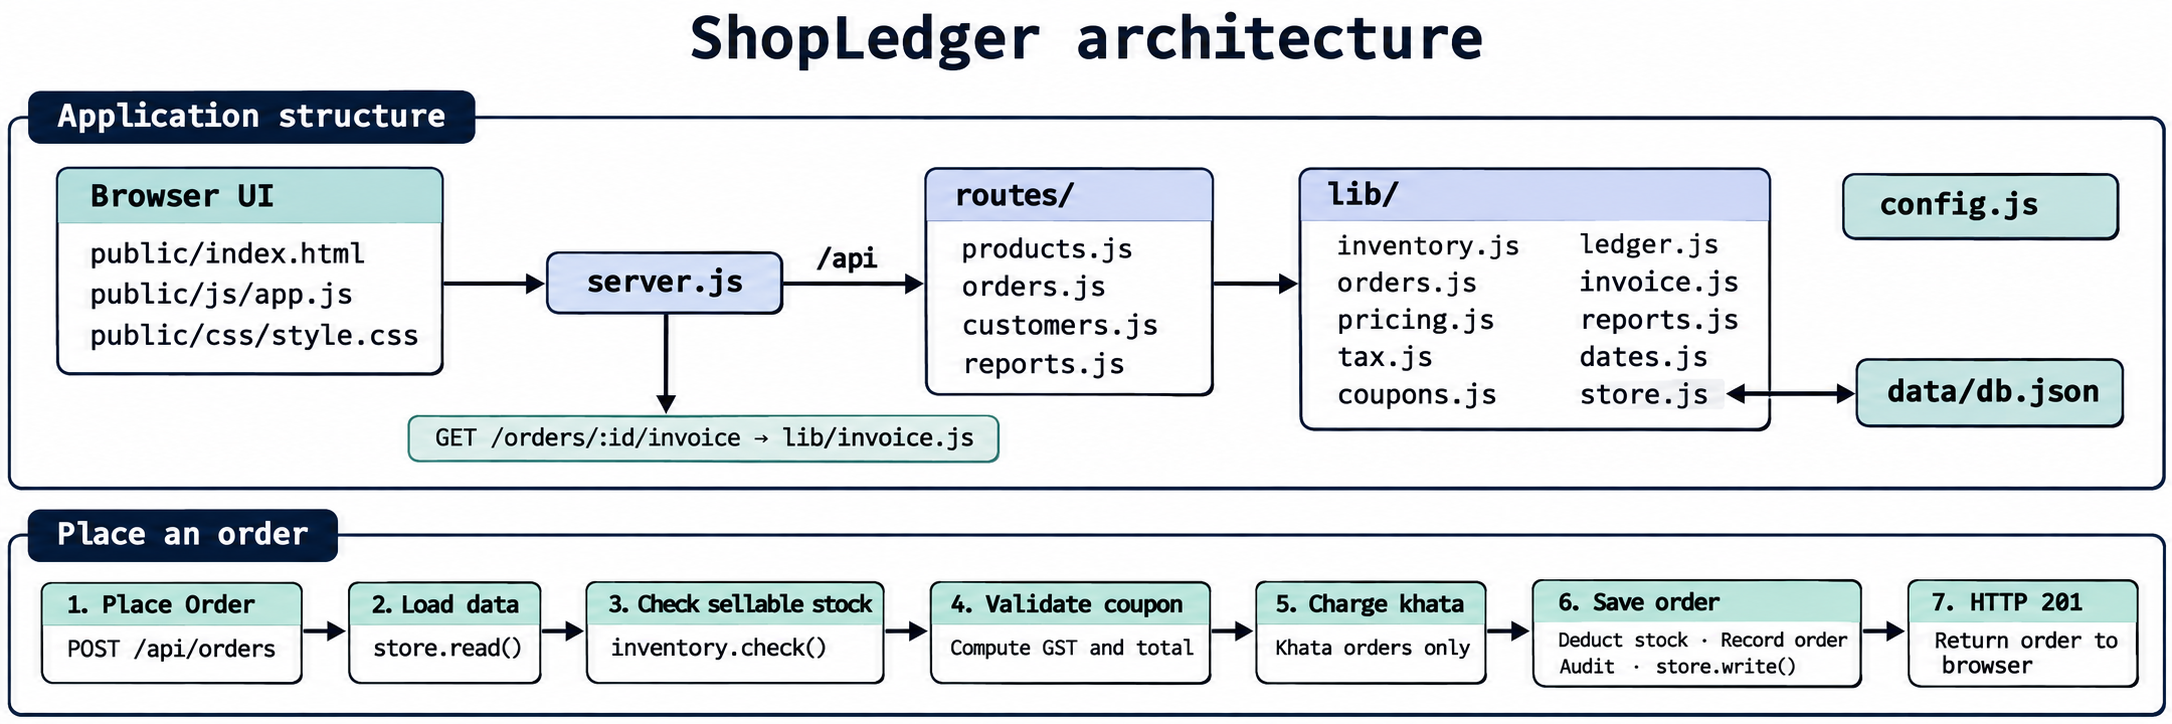 ShopLedger architecture
Application structure
Browser UI
public/index.html
public/js/app.js
public/css/style.css
server.js
/api
GET /orders/:id/invoice → lib/invoice.js
routes/
products.js
orders.js
customers.js
reports.js
lib/
inventory.js
orders.js
pricing.js
tax.js
coupons.js
ledger.js
invoice.js
reports.js
dates.js
store.js
config.js
data/db.json
Place an order
1. Place Order
POST /api/orders
2. Load data
store.read()
3. Check sellable stock
inventory.check()
4. Validate coupon
Compute GST and total
5. Charge khata
Khata orders only
6. Save order
Deduct stock · Record order
Audit · store.write()
7. HTTP 201
Return order to
browser